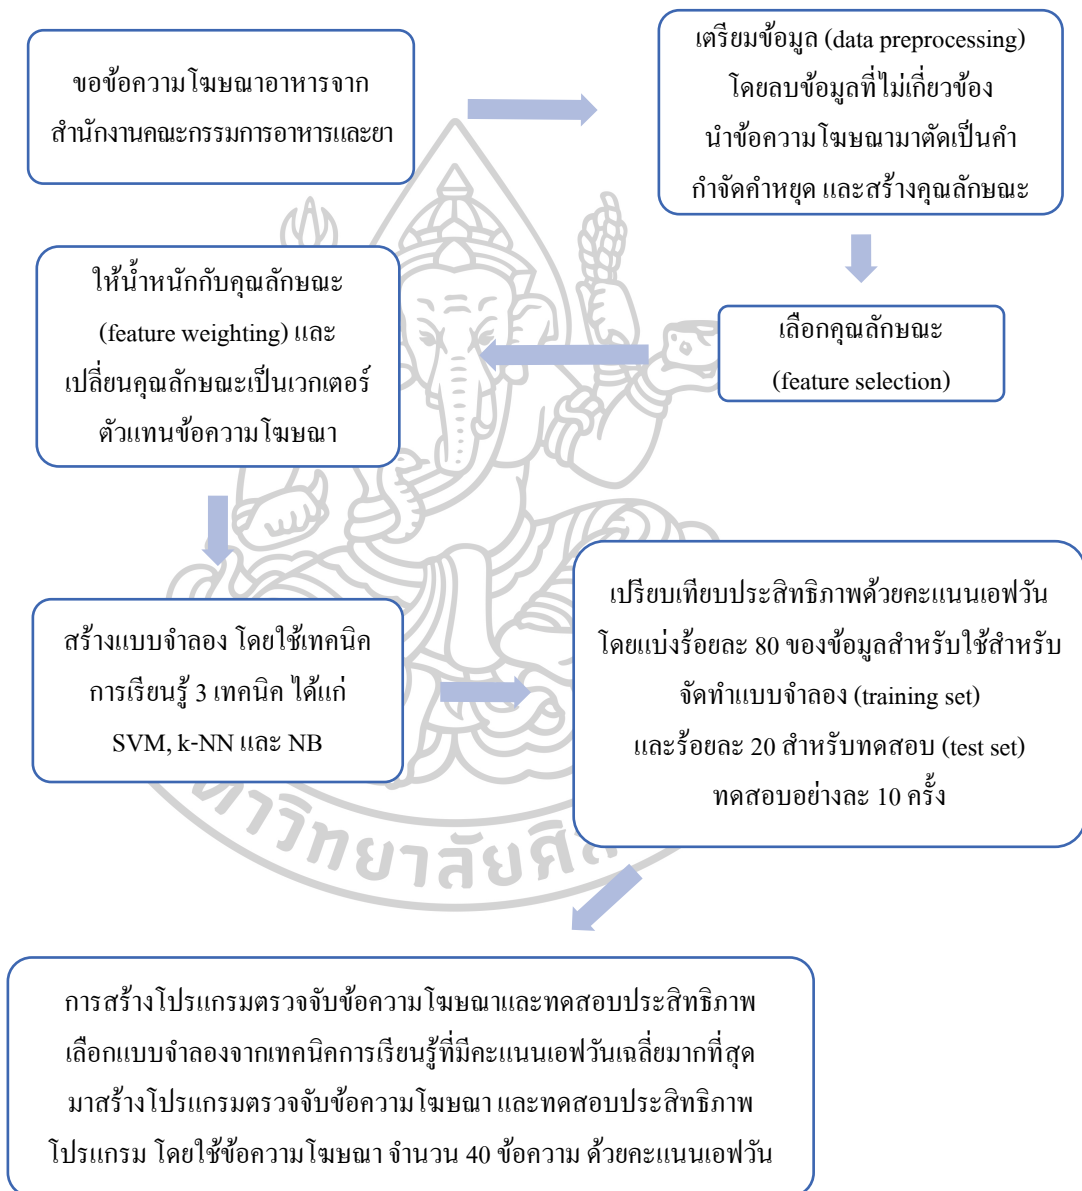 ขอข้อความโฆษณาอาหารจาก
สำนักงานคณะกรรมการอาหารและยา
เตรียมข้อมูล (data preprocessing)
โดยลบข้อมูลที่ไม่เกี่ยวข้อง
นำข้อความโฆษณามาตัดเป็นคำ
กำจัดคำหยุด และสร้างคุณลักษณะ
เลือกคุณลักษณะ
(feature selection)
ให้น้ำหนักกับคุณลักษณะ
(feature weighting) และ
เปลี่ยนคุณลักษณะเป็นเวกเตอร์
ตัวแทนข้อความโฆษณา
สร้างแบบจำลอง โดยใช้เทคนิค
การเรียนรู้ 3 เทคนิค ได้แก่
SVM, k-NN และ NB
เปรียบเทียบประสิทธิภาพด้วยคะแนนเอฟวัน
โดยแบ่งร้อยละ 80 ของข้อมูลสำหรับใช้สำหรับ
จัดทำแบบจำลอง (training set)
และร้อยละ 20 สำหรับทดสอบ (test set)
ทดสอบอย่างละ 10 ครั้ง
การสร้างโปรแกรมตรวจจับข้อความโฆษณาและทดสอบประสิทธิภาพ
เลือกแบบจำลองจากเทคนิคการเรียนรู้ที่มีคะแนนเอฟวันเฉลี่ยมากที่สุด
มาสร้างโปรแกรมตรวจจับข้อความโฆษณา และทดสอบประสิทธิภาพ
โปรแกรม โดยใช้ข้อความโฆษณา จำนวน 40 ข้อความ ด้วยคะแนนเอฟวัน